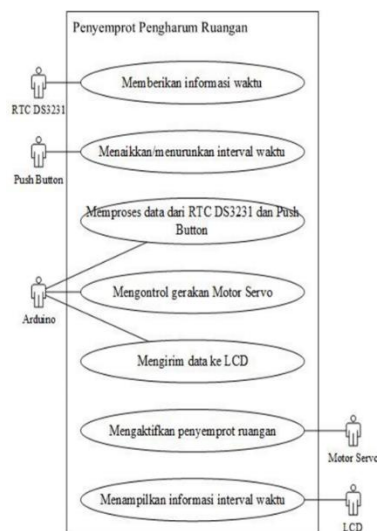 Penyemprot Pengharum Ruangan
Memberikan informasi waktu
RTC DS3231
Menaikkan/menurunkan interval waktu
Push Button
Memproses data dari RTC DS3231 dan Push
Button
Mengontrol gerakan Motor Servo
Arduino
Mengirim data ke LCD
Mengaktifkan penyemprot ruangan
Motor Servo
Menampilkan informasi interval waktu
LCD